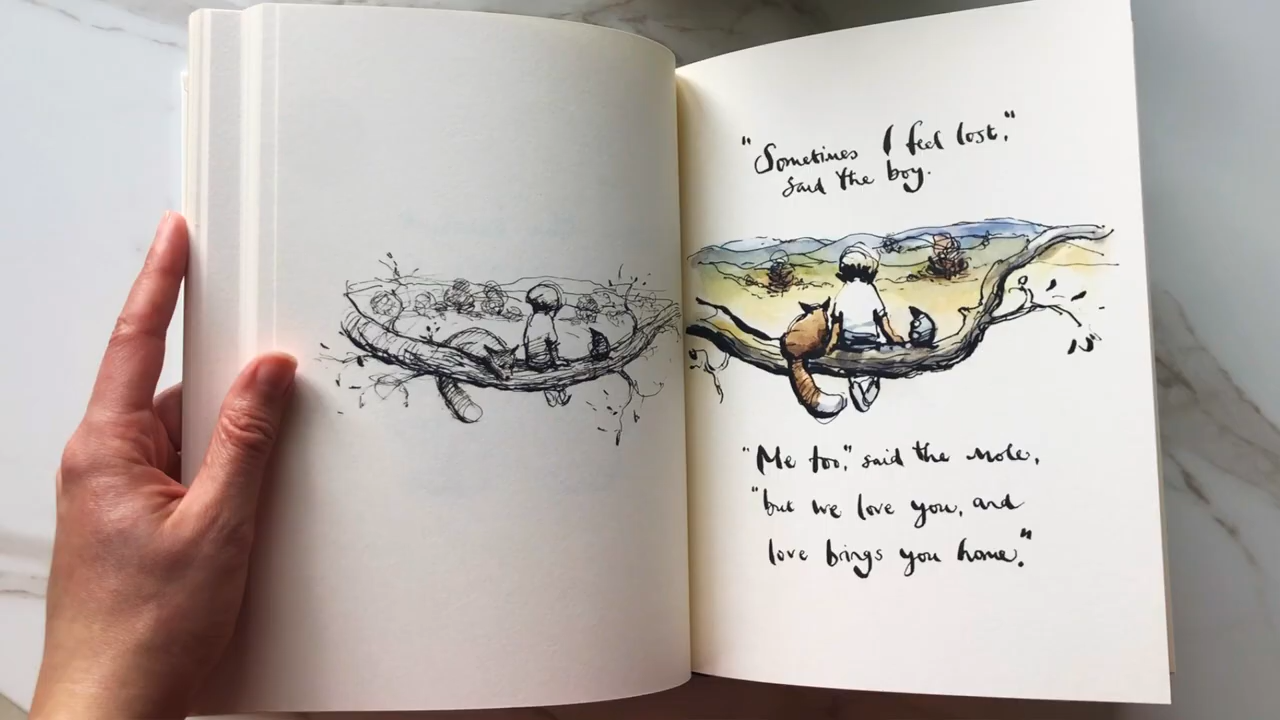 "Sometimes I feel lost,"
said the boy.
"Me too," said the mole,
"but we love you, and
love brings you home."